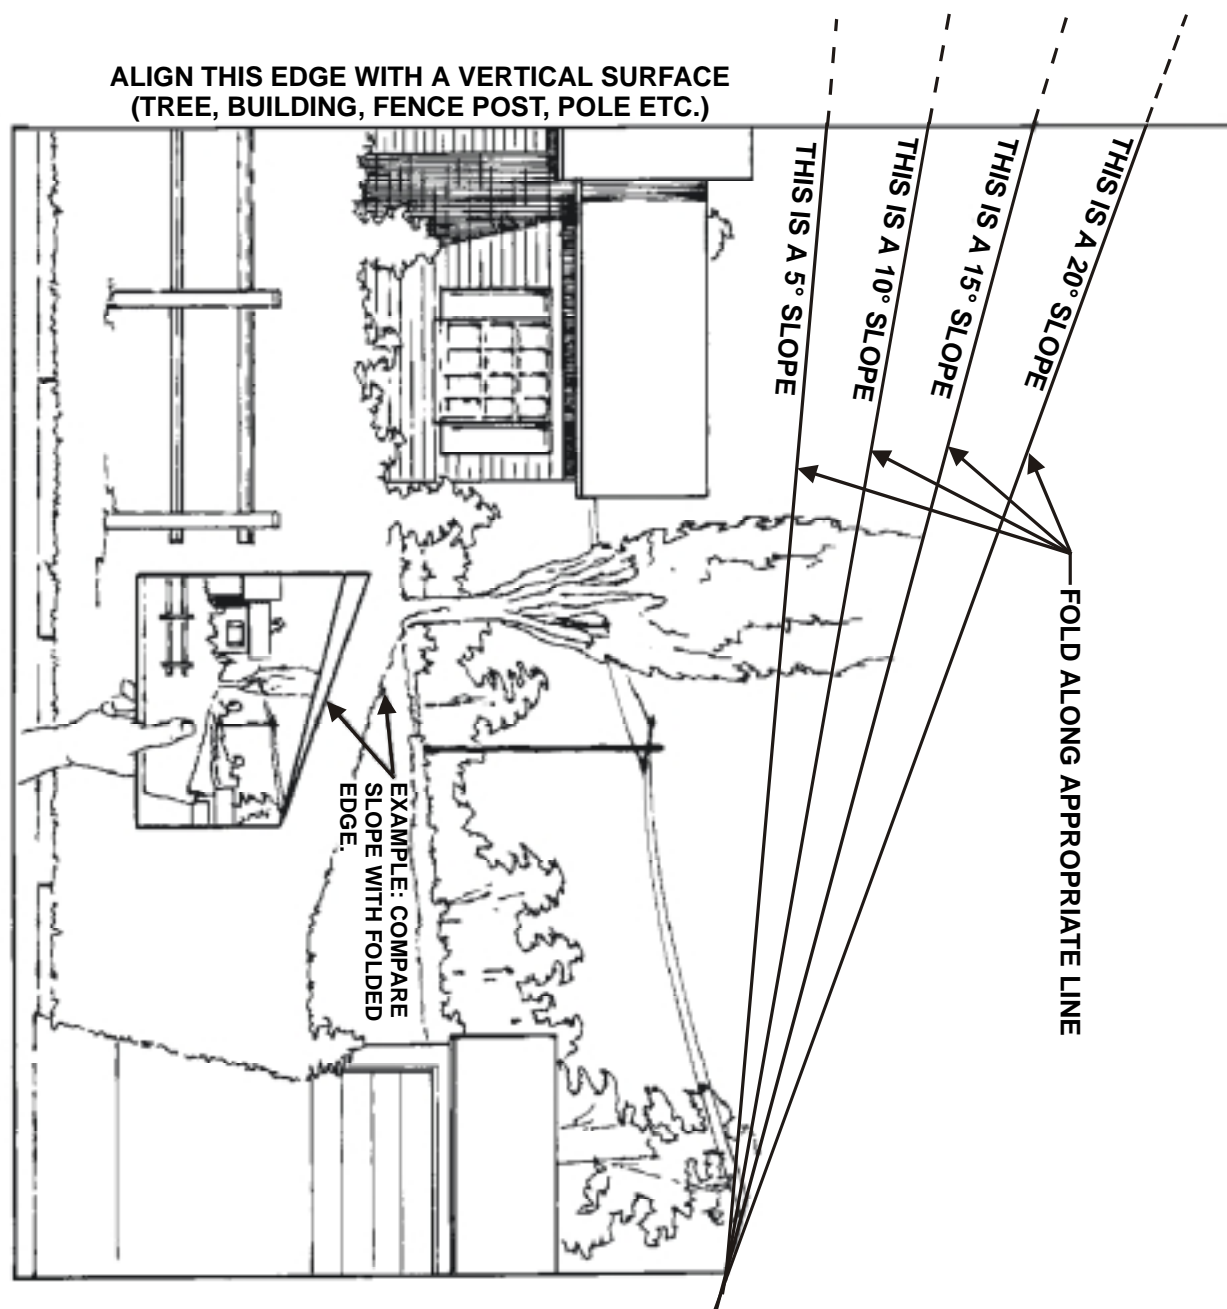 ALIGN THIS EDGE WITH A VERTICAL SURFACE
(TREE, BUILDING, FENCE POST, POLE ETC.)
THIS IS A 5° SLOPE
THIS IS A 10° SLOPE
THIS IS A 15° SLOPE
THIS IS A 20° SLOPE
FOLD ALONG APPROPRIATE LINE
EXAMPLE: COMPARE
SLOPE WITH FOLDED
EDGE.